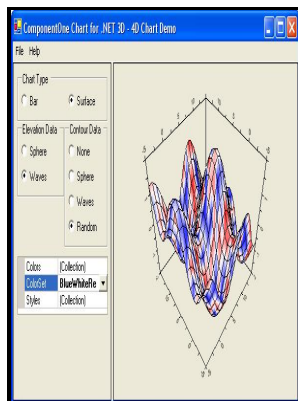 ComponentOne Chart for .NET 3D - 4D Chart Demo
File Help
Chart Type
Bar
Surface
Elevation Data
Sphere
Waves
Contour Data
None
Sphere
Waves
Random
Colors (Collection)
ColorSet BlueWhiteRe
Styles (Collection)